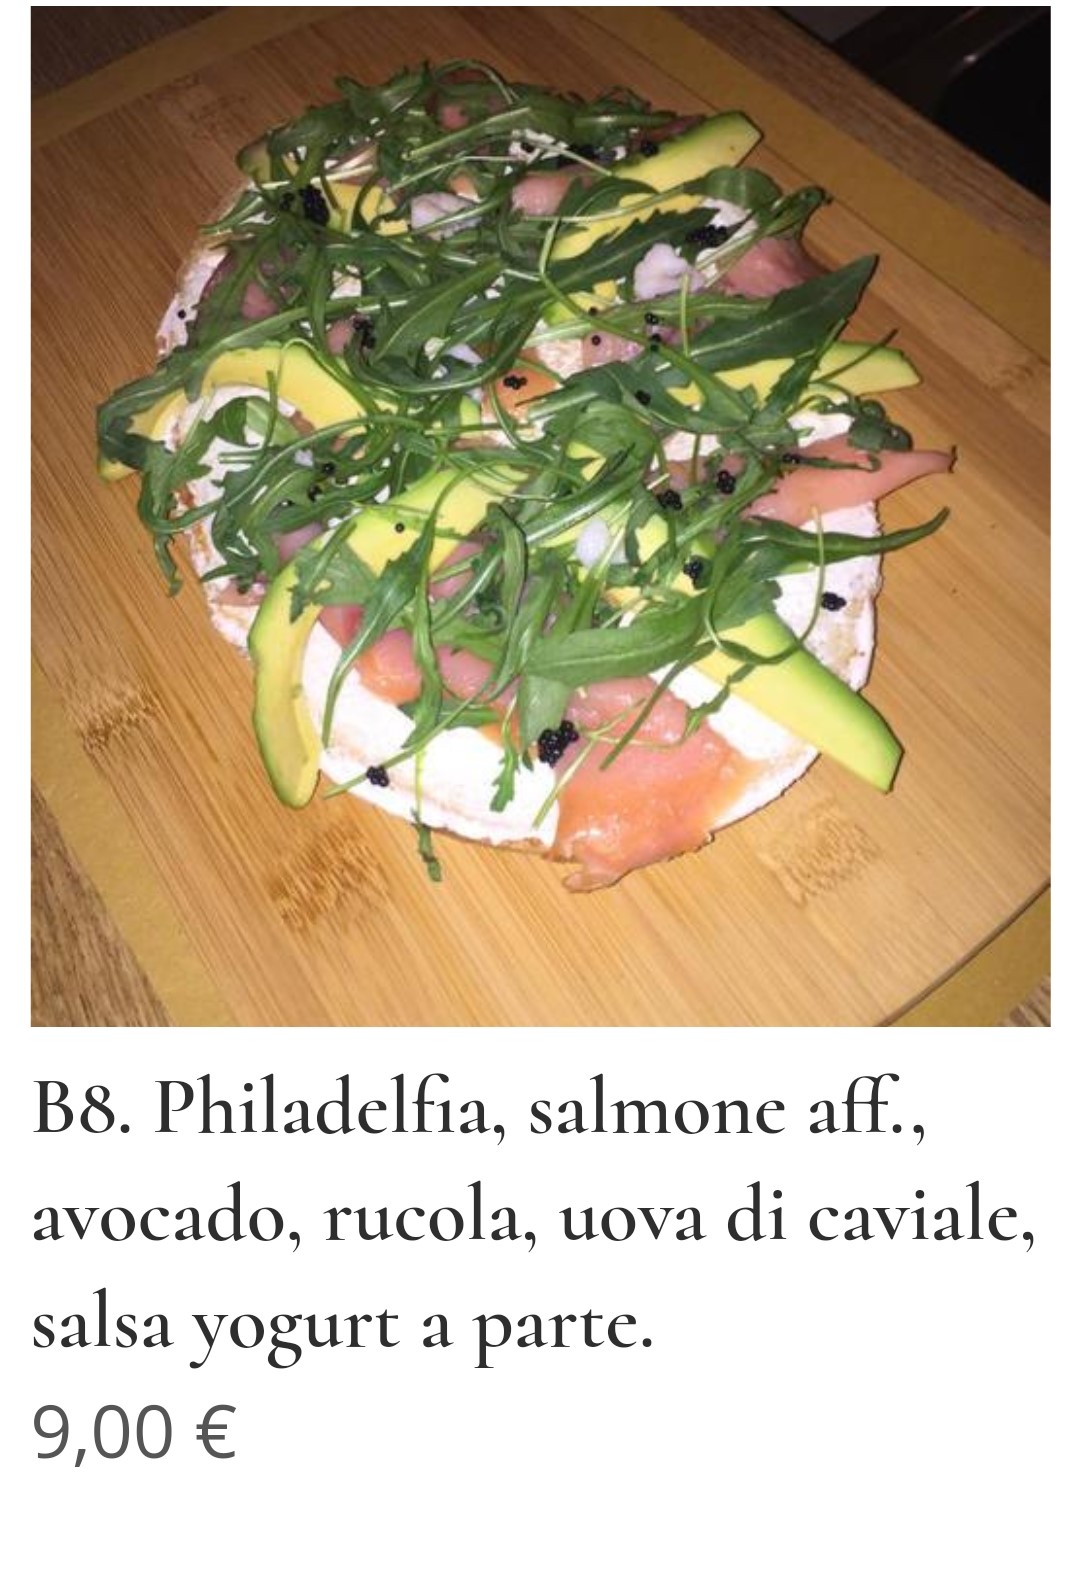 B8. Philadelfia, salmone aff.,
avocado, rucola, uova di caviale,
salsa yogurt a parte.
9,00 €